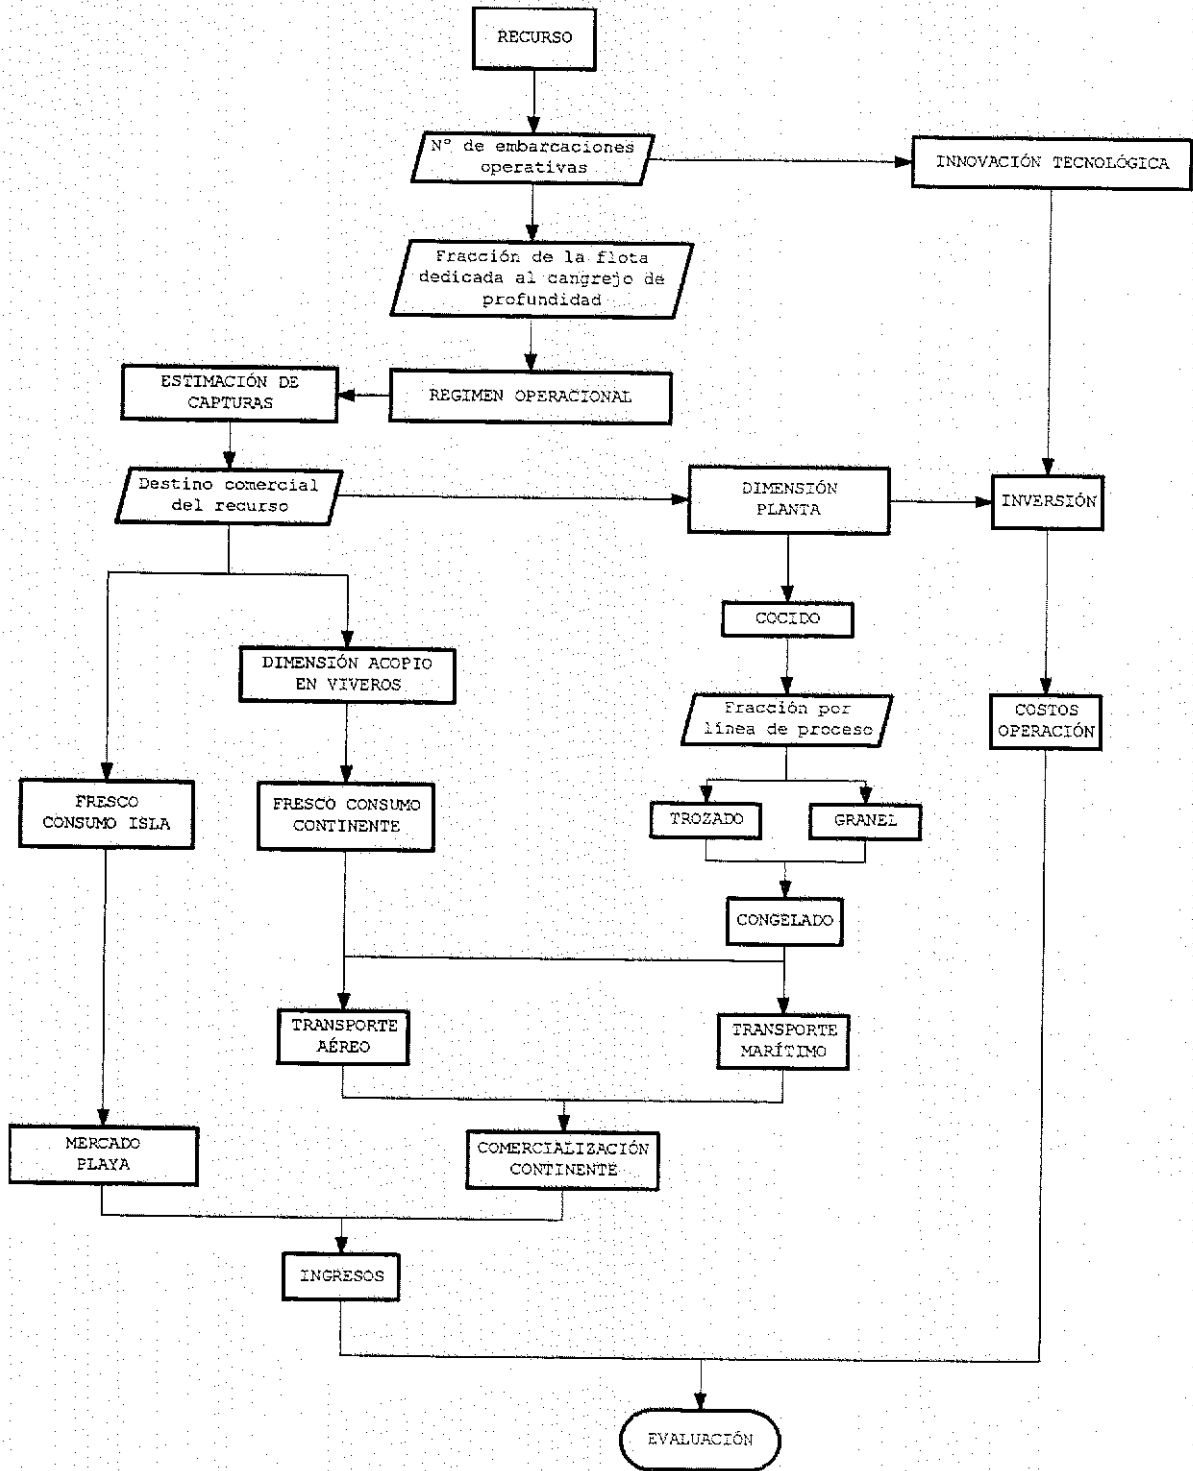 RECURSO
N° de embarcaciones
operativas
INNOVACIÓN TECNOLÓGICA
Fracción de la flota
dedicada al cangrejo de
profundidad
ESTIMACIÓN DE
CAPTURAS
REGIMEN OPERACIONAL
Destino comercial
del recurso
DIMENSIÓN
PLANTA
INVERSIÓN
COCIDO
DIMENSIÓN ACOPIO
EN VIVEROS
Fracción por
línea de proceso
COSTOS
OPERACIÓN
FRESCO
CONSUMO ISLA
FRESCO CONSUMO
CONTINENTE
TROZADO
GRANEL
CONGELADO
TRANSPORTE
AÉREO
TRANSPORTE
MARÍTIMO
MERCADO
PLAYA
COMERCIALIZACIÓN
CONTINENTE
INGRESOS
EVALUACIÓN